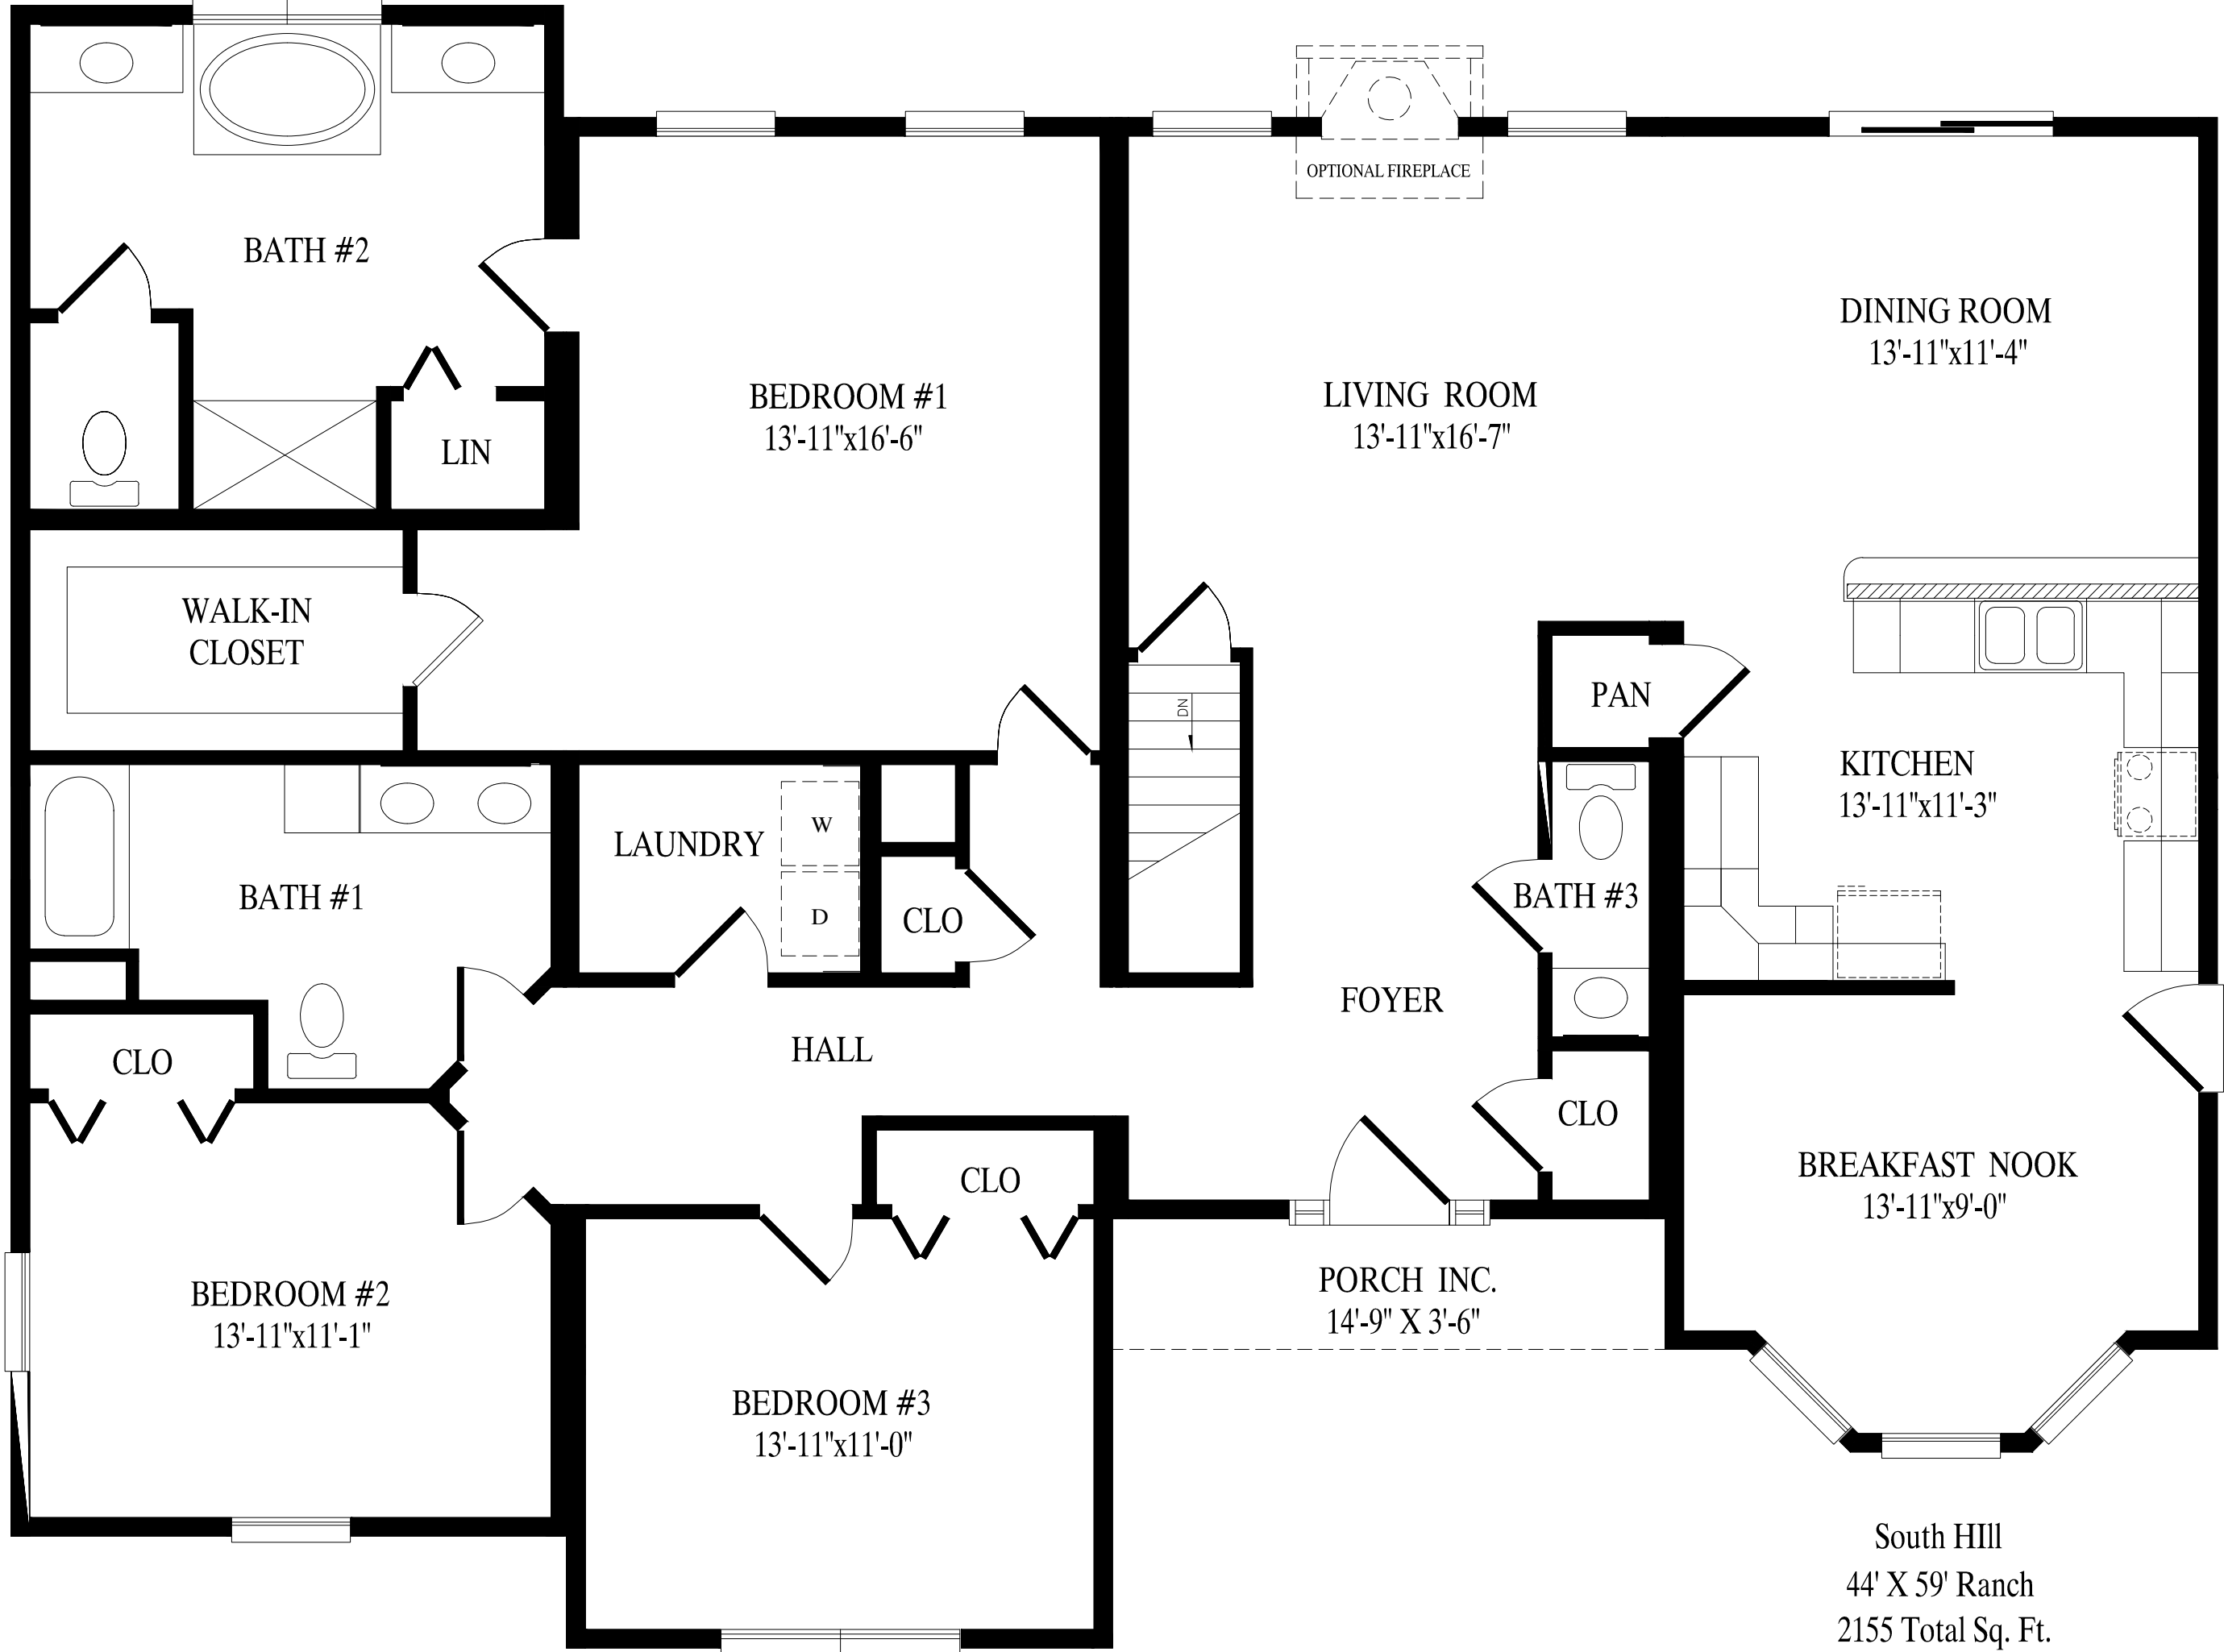 OPTIONAL FIREPLACE
BATH #2
DINING ROOM
13'-11"x11'-4"
BEDROOM #1
13'-11"x16'-6"
LIVING ROOM
13'-11"x16'-7"
LIN
WALK-IN
CLOSET
PAN
DN
KITCHEN
13'-11"x11'-3"
LAUNDRY
W
D
BATH #1
CLO
BATH #3
FOYER
HALL
CLO
CLO
CLO
BREAKFAST NOOK
13'-11"x9'-0"
BEDROOM #2
13'-11"x11'-1"
PORCH INC.
14'-9" X 3'-6"
BEDROOM #3
13'-11"x11'-0"
South HIll
44' X 59' Ranch
2155 Total Sq. Ft.